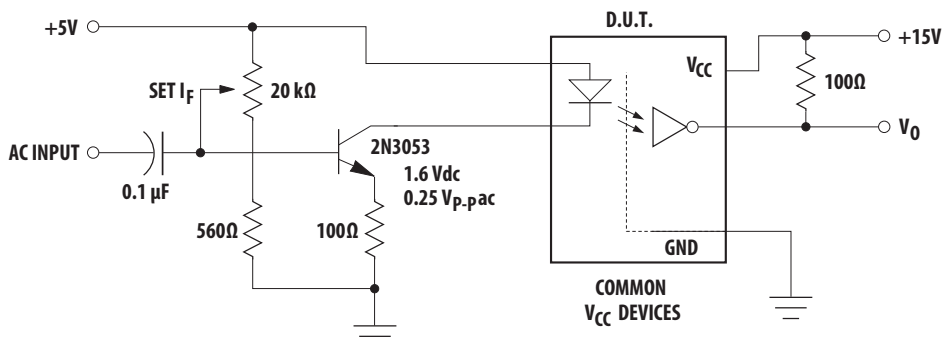 D.U.T.
+5V
+15V
V_CC
SET I_F
20 kΩ
100Ω
AC INPUT
2N3053
V_O
0.1 µF
1.6 Vdc
0.25 V_P-P ac
560Ω
100Ω
GND
COMMON
V_CC DEVICES